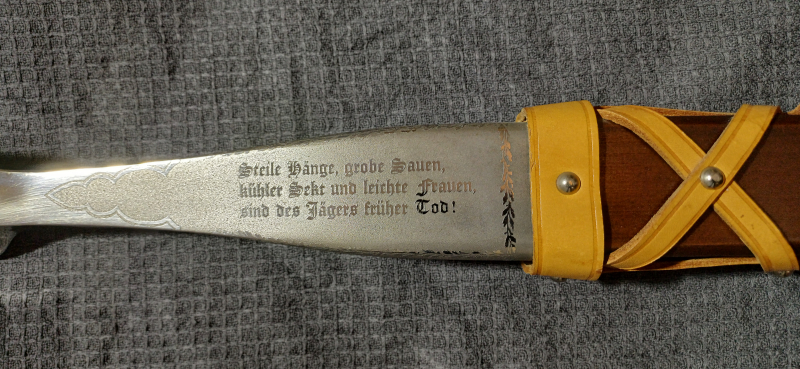 Steile Hänge, grobe Sauen,
kühler Sekt und leichte Frauen,
sind des Jägers früher Tod!